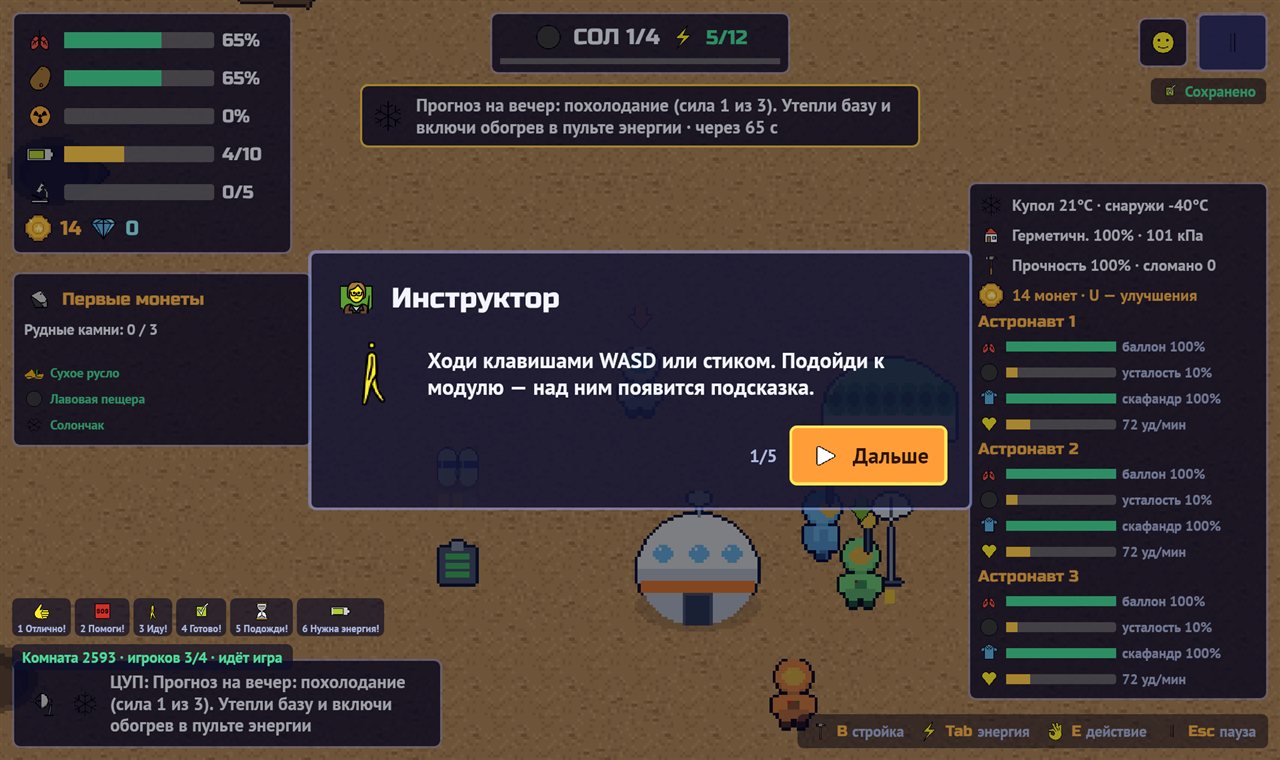 65%
65%
0%
4/10
0/5
14 0
СОЛ 1/4 5/12
Прогноз на вечер: похолодание (сила 1 из 3). Утепли базу и
включи обогрев в пульте энергии · через 65 с
Сохранено
Первые монеты
Рудные камни: 0 / 3
Сухое русло
Лавовая пещера
Солончак
Инструктор
Ходи клавишами WASD или стиком. Подойди к
модулю — над ним появится подсказка.
1/5
Дальше
Купол 21°C · снаружи -40°C
Герметичн. 100% · 101 кПа
Прочность 100% · сломано 0
14 монет · U — улучшения
Астронавт 1
баллон 100%
усталость 10%
скафандр 100%
72 уд/мин
Астронавт 2
баллон 100%
усталость 10%
скафандр 100%
72 уд/мин
Астронавт 3
баллон 100%
усталость 10%
скафандр 100%
72 уд/мин
1 Отлично!
SOS
2 Помоги!
3 Иду!
4 Готово!
5 Подожди!
6 Нужна энергия!
Комната 2593 · игроков 3/4 · идёт игра
ЦУП: Прогноз на вечер: похолодание
(сила 1 из 3). Утепли базу и включи
обогрев в пульте энергии
B стройка Tab энергия E действие Esc пауза